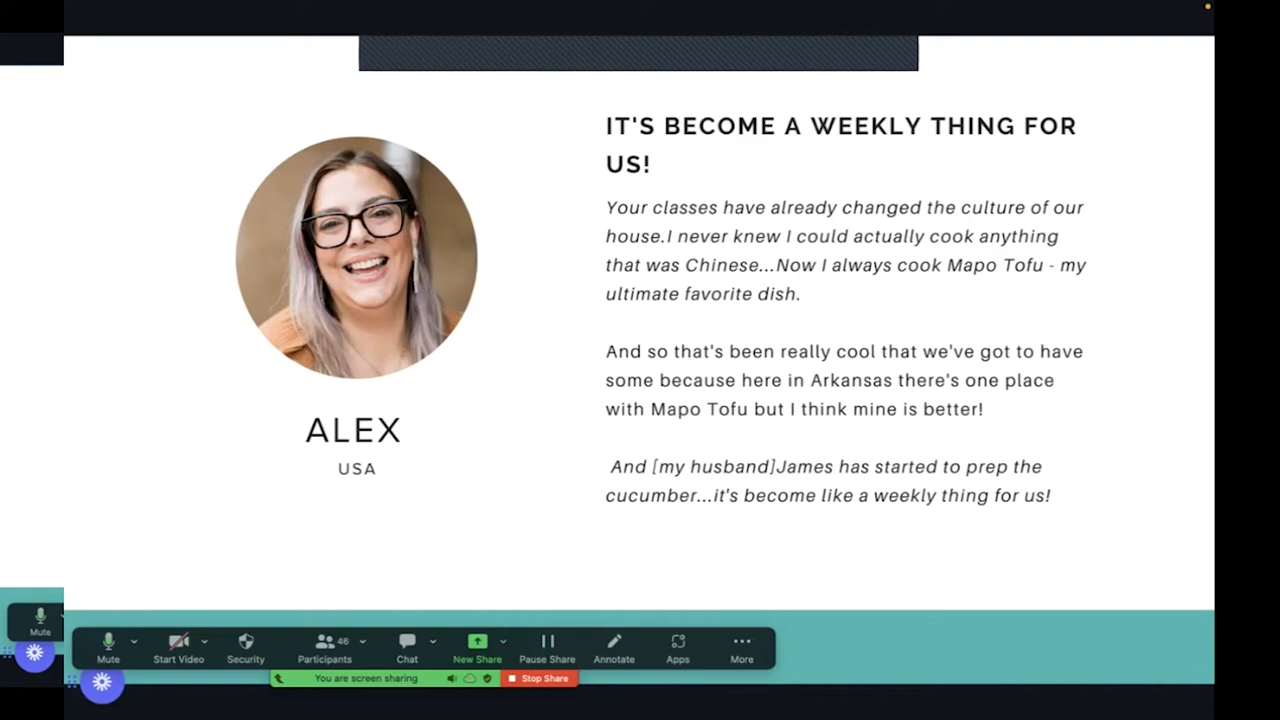 IT'S BECOME A WEEKLY THING FOR
US!
Your classes have already changed the culture of our
house.I never knew I could actually cook anything
that was Chinese...Now I always cook Mapo Tofu - my
ultimate favorite dish.
And so that's been really cool that we've got to have
some because here in Arkansas there's one place
with Mapo Tofu but I think mine is better!
And [my husband]James has started to prep the
cucumber...it's become like a weekly thing for us!
ALEX
USA
Mute
Mute
Start Video
Security
46
Participants
Chat
New Share
Pause Share
Annotate
Apps
More
You are screen sharing
Stop Share